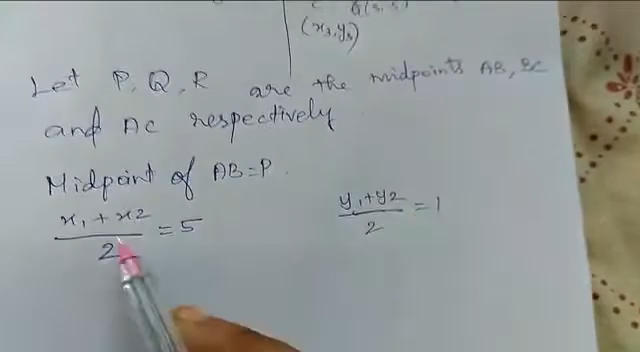 (x₃, y₃)
Let P, Q, R are the midpoints AB, BC
and AC respectively
Midpoint of AB = P.
x₁ + x2 / 2 = 5
y₁ + y2 / 2 = 1